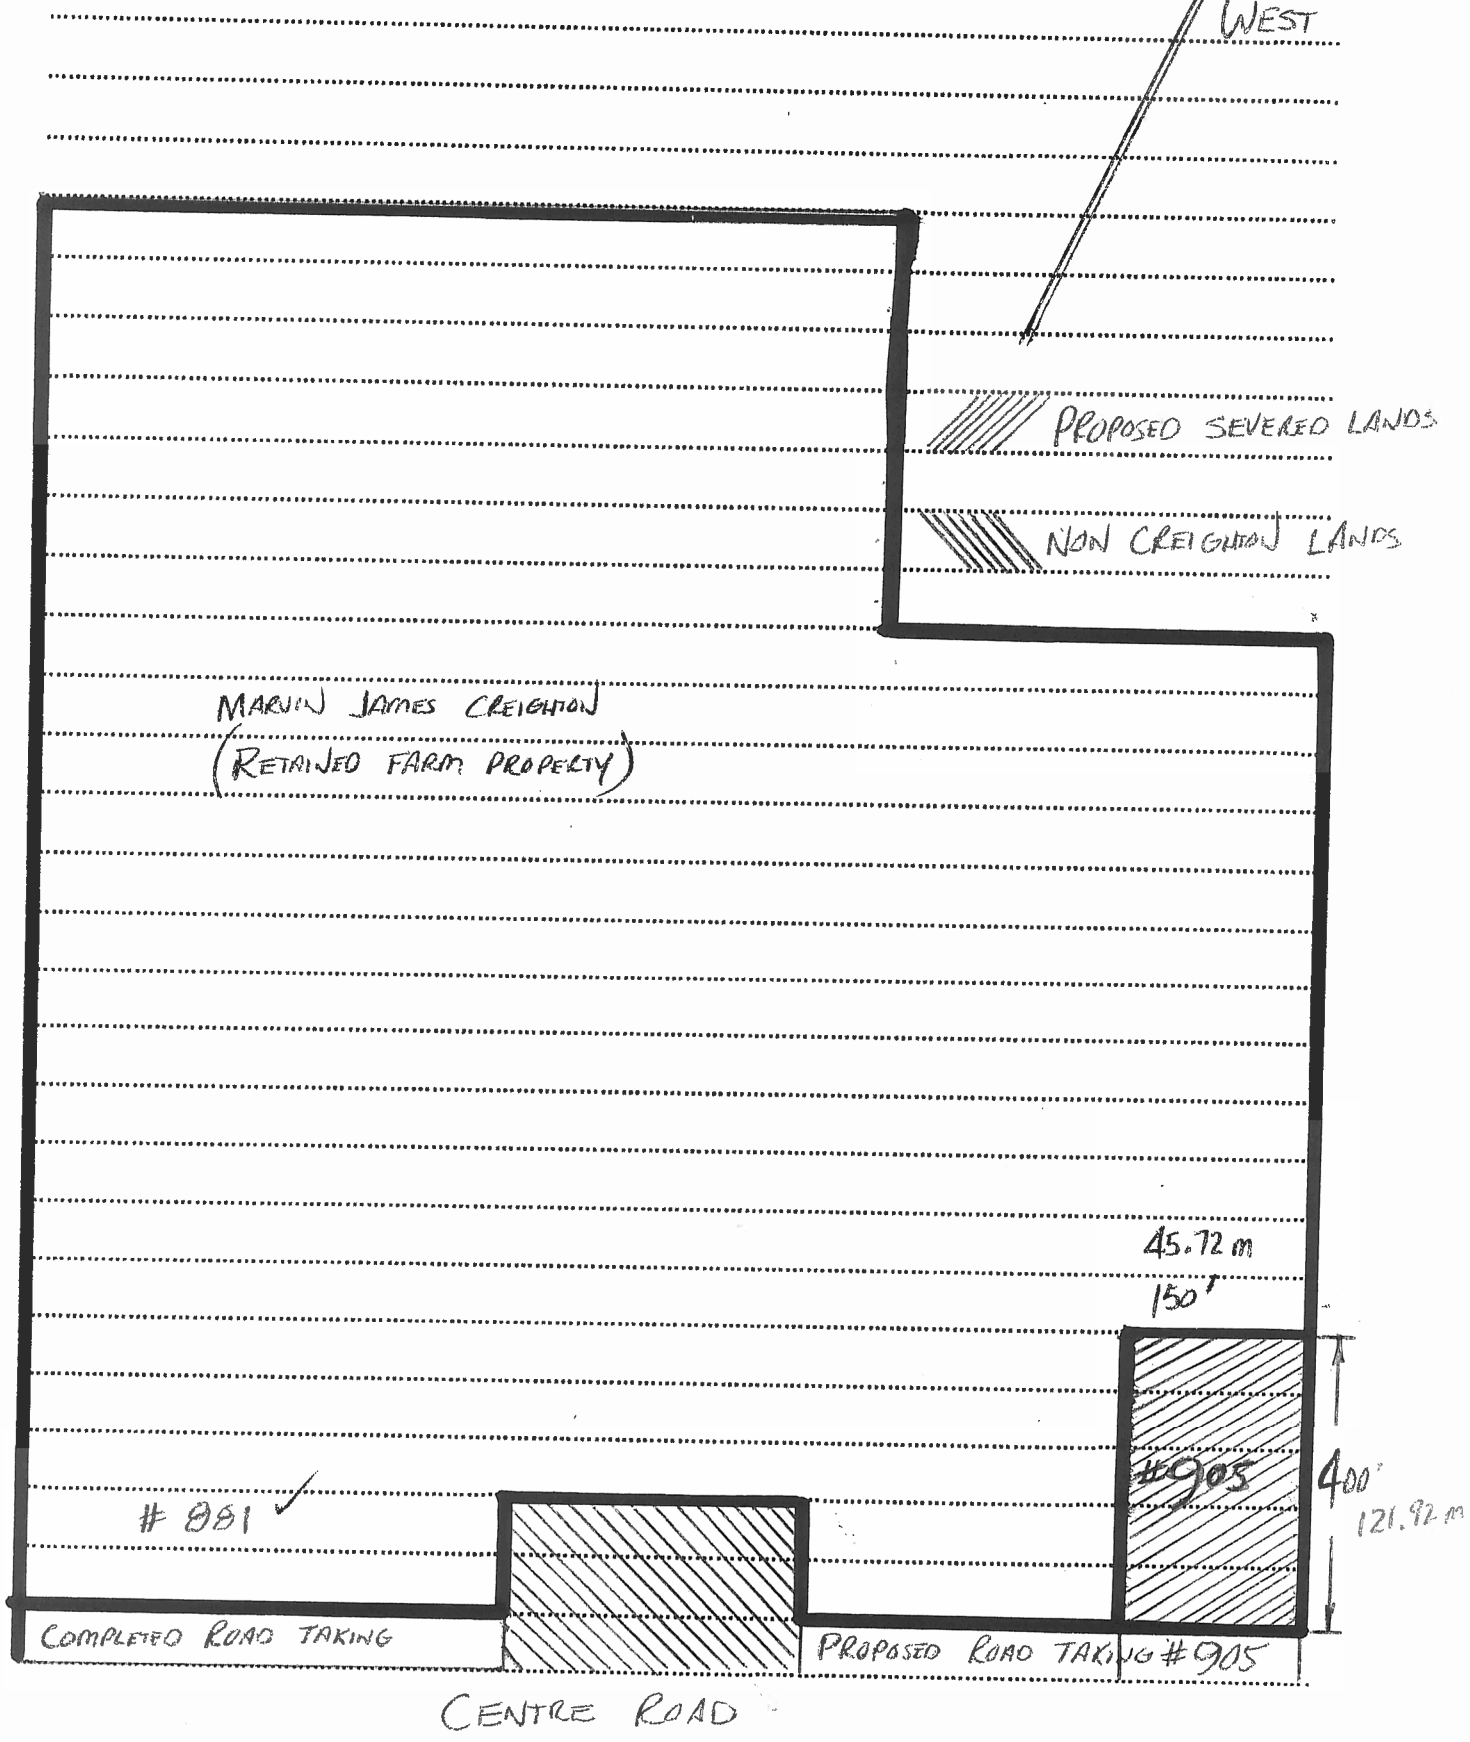 WEST
PROPOSED SEVERED LANDS
NON CREIGHTON LANDS
MARVIN JAMES CREIGHTON
(RETAINED FARM PROPERTY)
45.72 m
150'
#905
400'
121.92 m
# 881 ✓
COMPLETED ROAD TAKING
PROPOSED ROAD TAKING #905
CENTRE ROAD